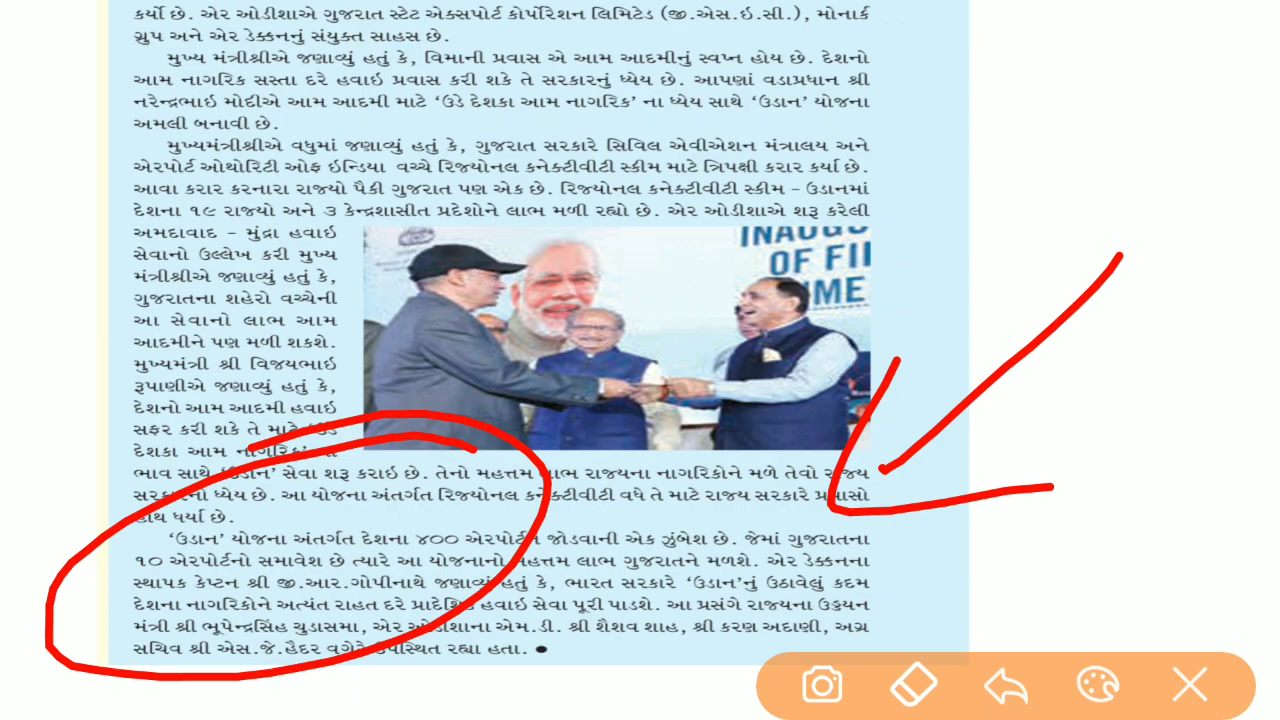 કર્યો છે. એર ઓડીશાએ ગુજરાત સ્ટેટ એક્સપોર્ટ કોર્પોરેશન લિમિટેડ (જી.એસ.ઇ.સી.), મોનાર્ક
ગ્રુપ અને એર ડેક્કનનું સંયુક્ત સાહસ છે.
મુખ્ય મંત્રીશ્રીએ જણાવ્યું હતું કે, વિમાની પ્રવાસ એ આમ આદમીનું સ્વપ્ન હોય છે. દેશનો
આમ નાગરિક સસ્તા દરે હવાઇ પ્રવાસ કરી શકે તે સરકારનું ધ્યેય છે. આપણાં વડાપ્રધાન શ્રી
નરેન્દ્રભાઇ મોદીએ આમ આદમી માટે ‘ઉડે દેશકા આમ નાગરિક’ ના ધ્યેય સાથે ‘ઉડાન’ યોજના
અમલી બનાવી છે.
મુખ્યમંત્રીશ્રીએ વધુમાં જણાવ્યું હતું કે, ગુજરાત સરકારે સિવિલ એવીએશન મંત્રાલય અને
એરપોર્ટ ઓથોરિટી ઓફ ઇન્ડિયા વચ્ચે રિજ્યોનલ કનેક્ટીવીટી સ્કીમ માટે ત્રિપક્ષી કરાર કર્યા છે.
આવા કરાર કરનારા રાજ્યો પૈકી ગુજરાત પણ એક છે. રિજ્યોનલ કનેક્ટીવીટી સ્કીમ - ઉડાનમાં
દેશના ૧૯ રાજ્યો અને ૩ કેન્દ્રશાસીત પ્રદેશોને લાભ મળી રહ્યો છે. એર ઓડીશાએ શરૂ કરેલી
અમદાવાદ - મુંદ્રા હવાઇ
સેવાનો ઉલ્લેખ કરી મુખ્ય
મંત્રીશ્રીએ જણાવ્યું હતું કે,
ગુજરાતના શહેરો વચ્ચેની
આ સેવાનો લાભ આમ
આદમીને પણ મળી શકશે.
મુખ્યમંત્રી શ્રી વિજયભાઇ
રૂપાણીએ જણાવ્યું હતું કે,
દેશનો આમ આદમી હવાઇ
સફર કરી શકે તે માટે ‘ઉડે
દેશકા આમ નાગરિક’ના
ભાવ સાથે ‘ઉડાન’ સેવા શરૂ કરાઇ છે. તેનો મહત્તમ લાભ રાજ્યના નાગરિકોને મળે તેવો રાજ્ય
સરકારનો ધ્યેય છે. આ યોજના અંતર્ગત રિજ્યોનલ કનેક્ટીવીટી વધે તે માટે રાજ્ય સરકારે પ્રયાસો
હાથ ધર્યા છે.
‘ઉડાન’ યોજના અંતર્ગત દેશના ૪૦૦ એરપોર્ટને જોડવાની એક ઝુંબેશ છે. જેમાં ગુજરાતના
૧૦ એરપોર્ટનો સમાવેશ છે ત્યારે આ યોજનાનો મહત્તમ લાભ ગુજરાતને મળશે. એર ડેક્કનના
સ્થાપક કેપ્ટન શ્રી જી.આર.ગોપીનાથે જણાવ્યું હતું કે, ભારત સરકારે ‘ઉડાન’નું ઉઠાવેલું કદમ
દેશના નાગરિકોને અત્યંત રાહત દરે પ્રાદેશિક હવાઇ સેવા પૂરી પાડશે. આ પ્રસંગે રાજ્યના ઉડ્ડયન
મંત્રી શ્રી ભૂપેન્દ્રસિંહ ચુડાસમા, એર ઓડીશાના એમ.ડી. શ્રી શૈશવ શાહ, શ્રી કરણ અદાણી, અગ્ર
સચિવ શ્રી એસ.જે.હૈદર વગેરે ઉપસ્થિત રહ્યા હતા. ●
OF